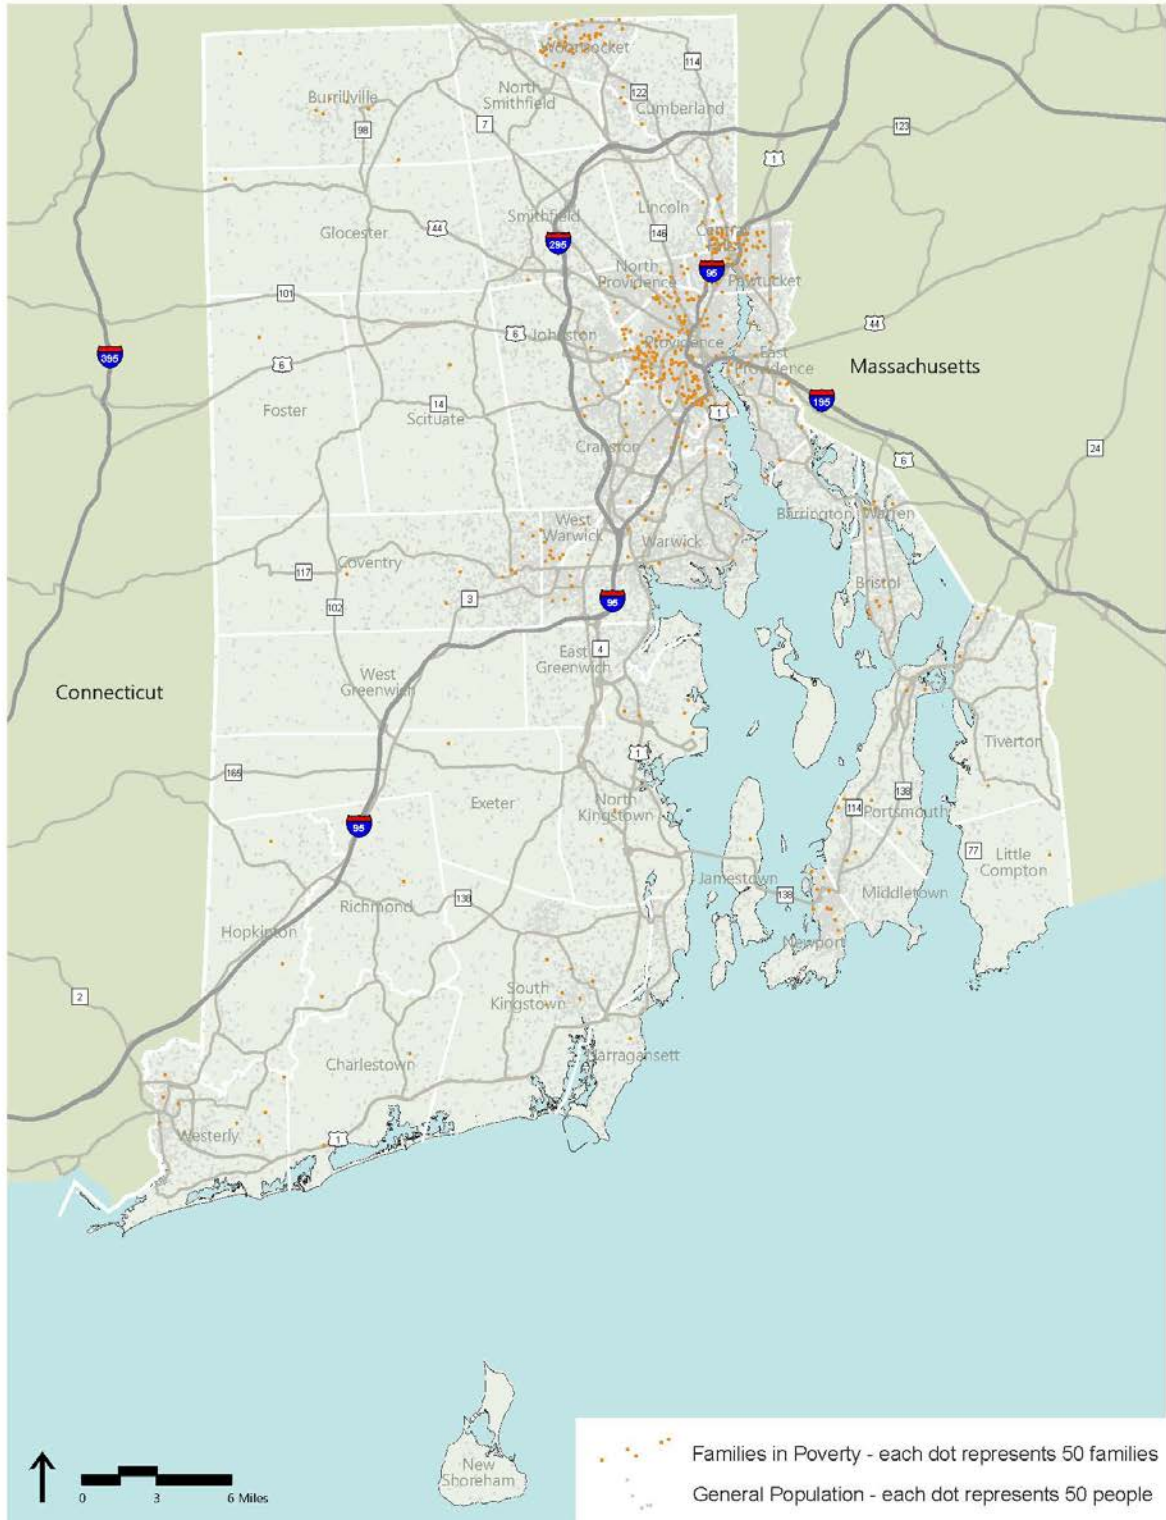 Woonsocket
114
122
North
Smithfield
Cumberland
Burrillville
7
98
123
1
Smithfield
Lincoln
44
Glocester
146
Central
Falls
295
95
North
Providence
Pawtucket
101
6
Johnston
Providence
44
395
6
East
Providence
Massachusetts
195
Foster
14
Scituate
1
24
Cranston
6
Barrington
Warren
West
Warwick
Warwick
Coventry
117
Bristol
102
3
95
4
East
Greenwich
West
Greenwich
Connecticut
1
Tiverton
165
Exeter
North
Kingstown
138
114
Portsmouth
95
77
Little
Compton
Jamestown
138
Middletown
138
Richmond
Hopkinton
Newport
2
South
Kingstown
Narragansett
Charlestown
Westerly
1
New
Shoreham
0 3 6 Miles
Families in Poverty - each dot represents 50 families
General Population - each dot represents 50 people